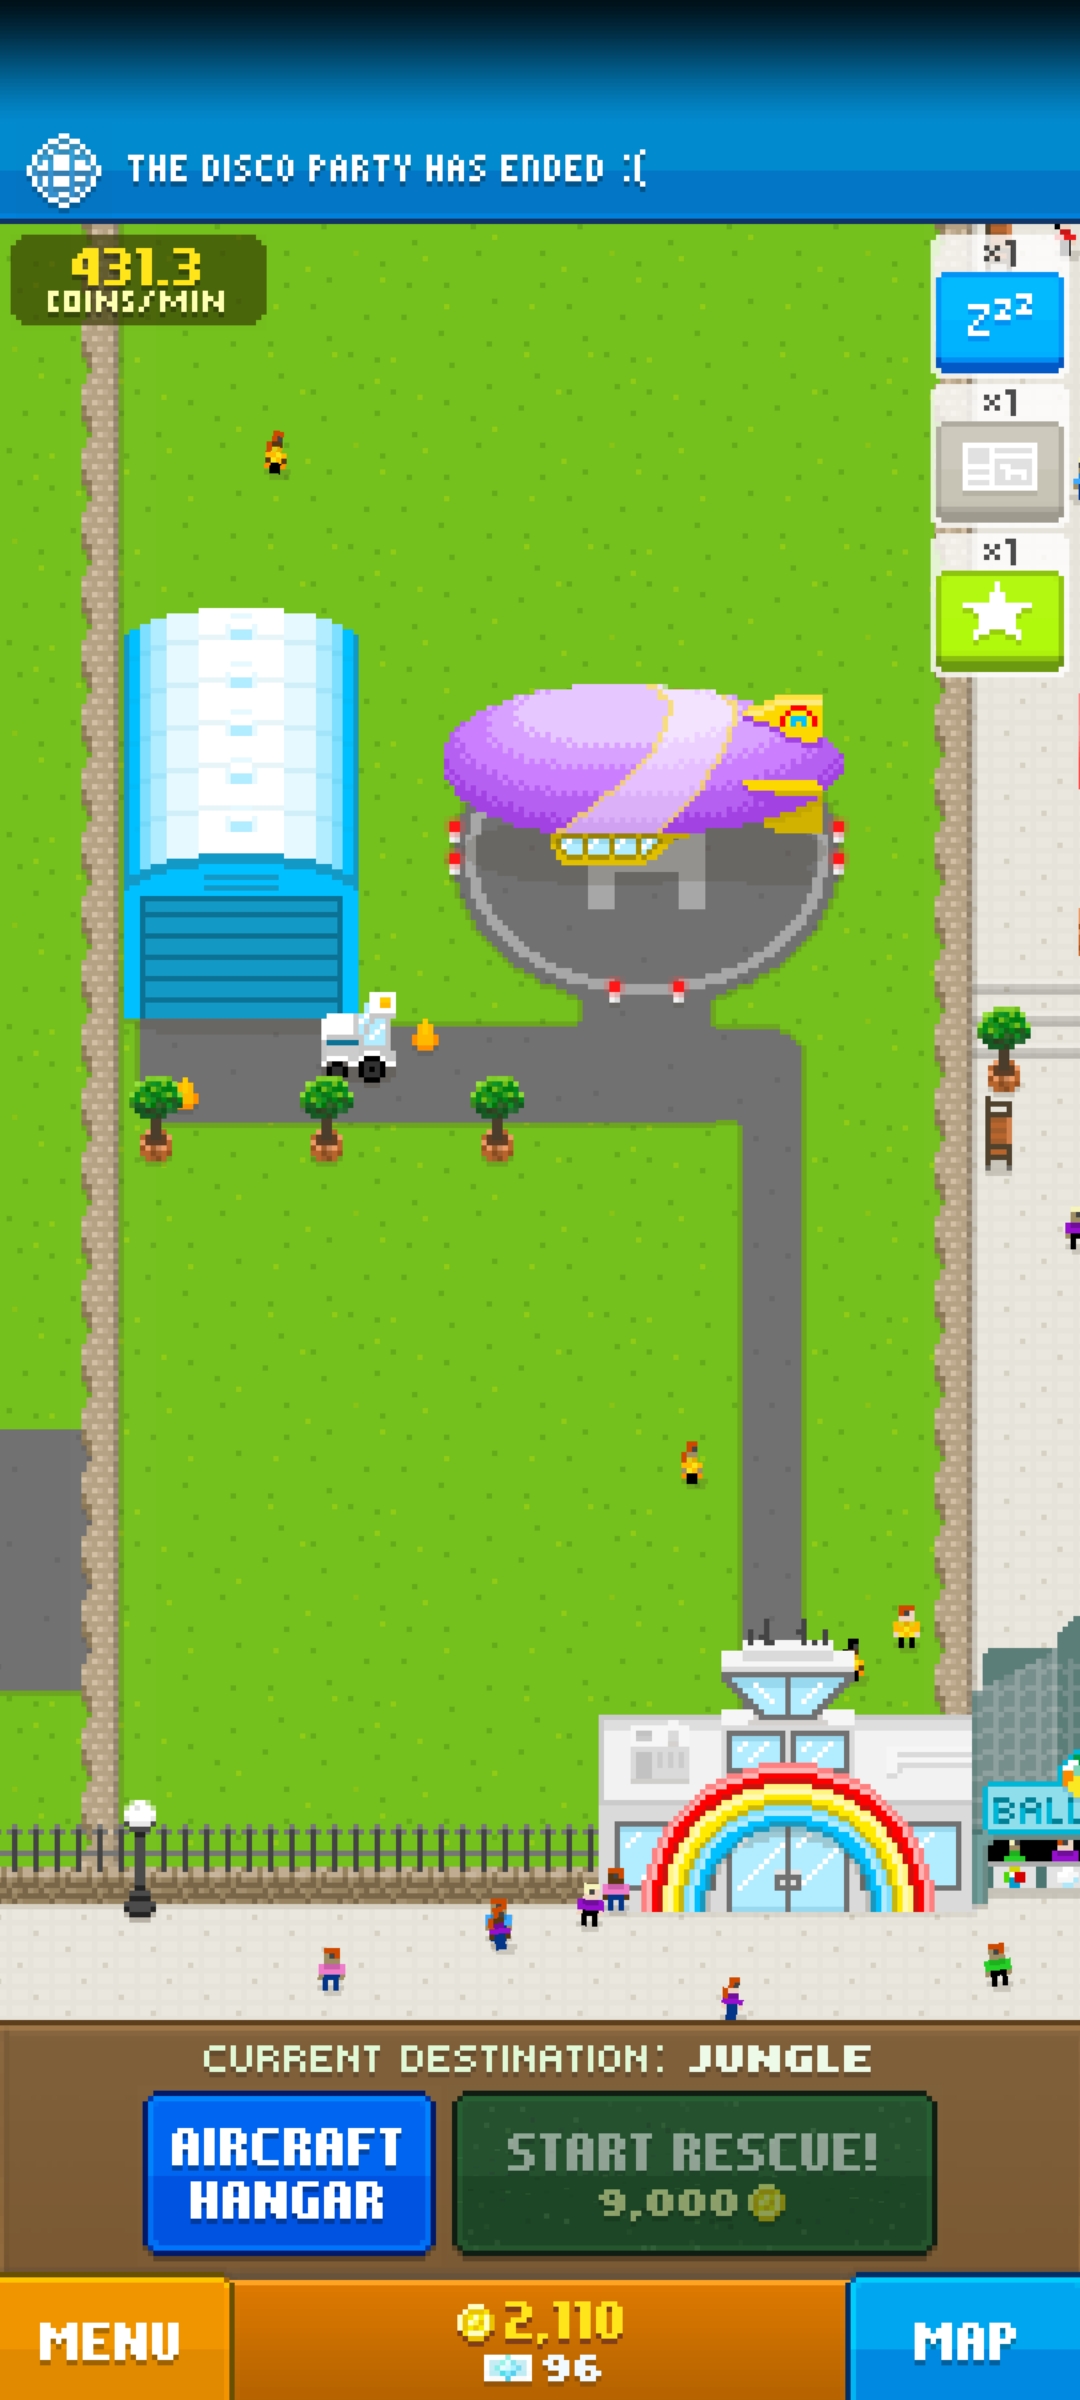 THE DISCO PARTY HAS ENDED :(
431.3
COINS/MIN
x1
zzz
x1
x1
BALL
CURRENT DESTINATION: JUNGLE
AIRCRAFT
HANGAR
START RESCUE!
9,000
MENU
2,110
96
MAP